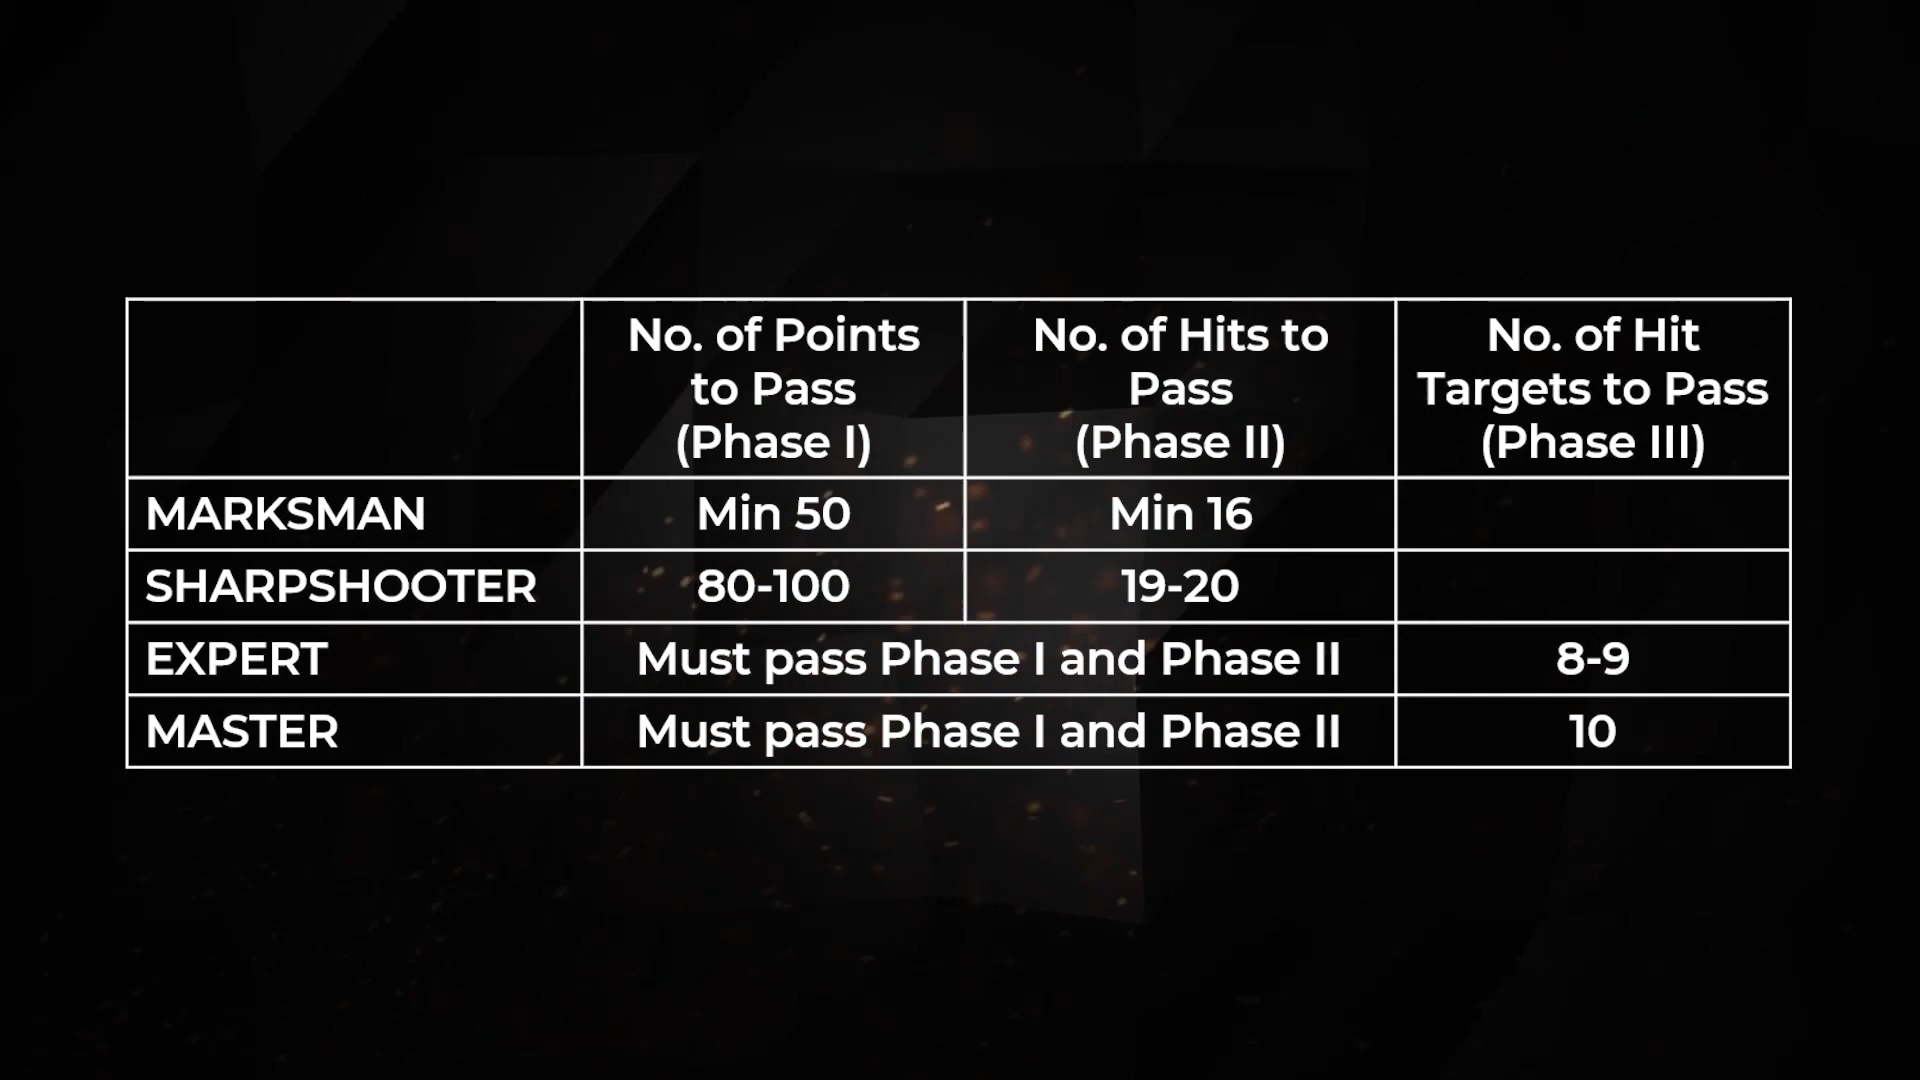 No. of Points
to Pass
(Phase I)
No. of Hits to
Pass
(Phase II)
No. of Hit
Targets to Pass
(Phase III)
MARKSMAN Min 50 Min 16
SHARPSHOOTER 80-100 19-20
EXPERT Must pass Phase I and Phase II 8-9
MASTER Must pass Phase I and Phase II 10